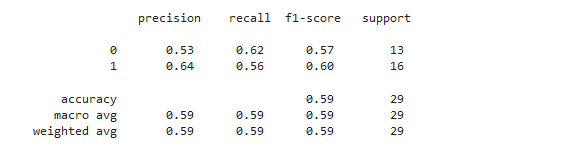 precision recall f1-score support
0 0.53 0.62 0.57 13
1 0.64 0.56 0.60 16
accuracy 0.59 29
macro avg 0.59 0.59 0.59 29
weighted avg 0.59 0.59 0.59 29